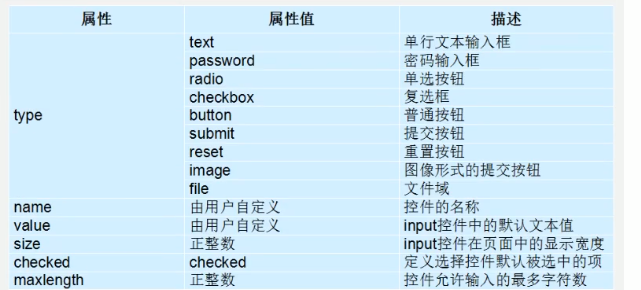 属性 属性值 描述
text 单行文本输入框
password 密码输入框
radio 单选按钮
checkbox 复选框
type button 普通按钮
submit 提交按钮
reset 重置按钮
image 图像形式的提交按钮
file 文件域
name 由用户自定义 控件的名称
value 由用户自定义 input控件中的默认文本值
size 正整数 input控件在页面中的显示宽度
checked checked 定义选择控件默认被选中的项
maxlength 正整数 控件允许输入的最多字符数